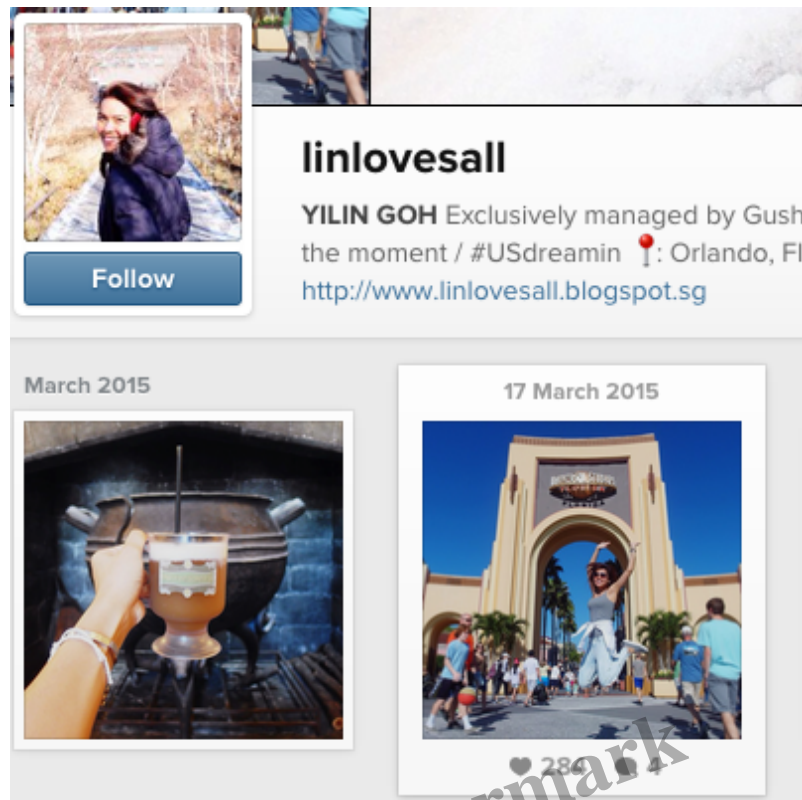 linlovesall
YILIN GOH Exclusively managed by Gush
the moment / #USdreamin 📍: Orlando, Fl
http://www.linlovesall.blogspot.sg
Follow
March 2015
17 March 2015
284 4